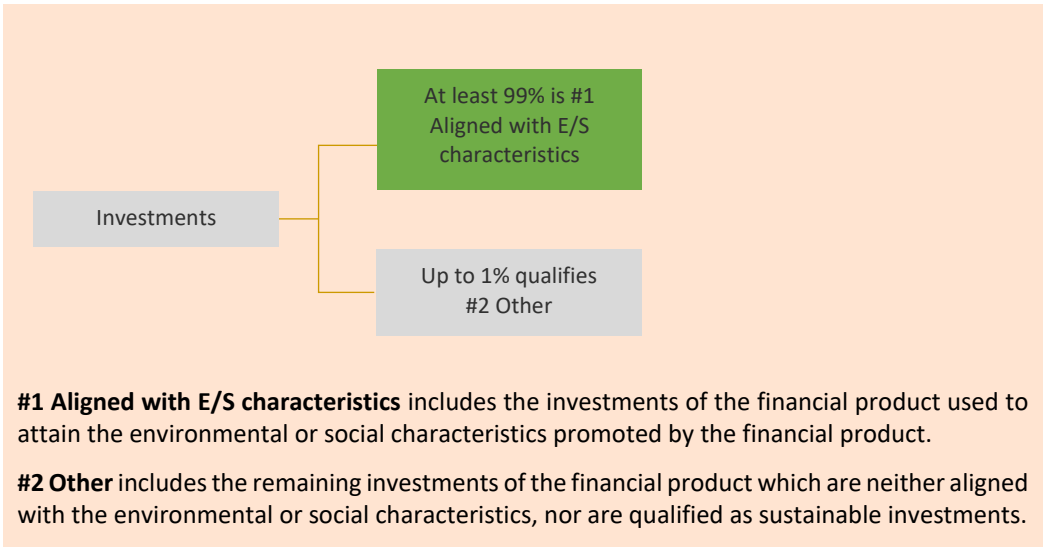 At least 99% is #1
Aligned with E/S
characteristics
Investments
Up to 1% qualifies
#2 Other
#1 Aligned with E/S characteristics includes the investments of the financial product used to
attain the environmental or social characteristics promoted by the financial product.
#2 Other includes the remaining investments of the financial product which are neither aligned
with the environmental or social characteristics, nor are qualified as sustainable investments.